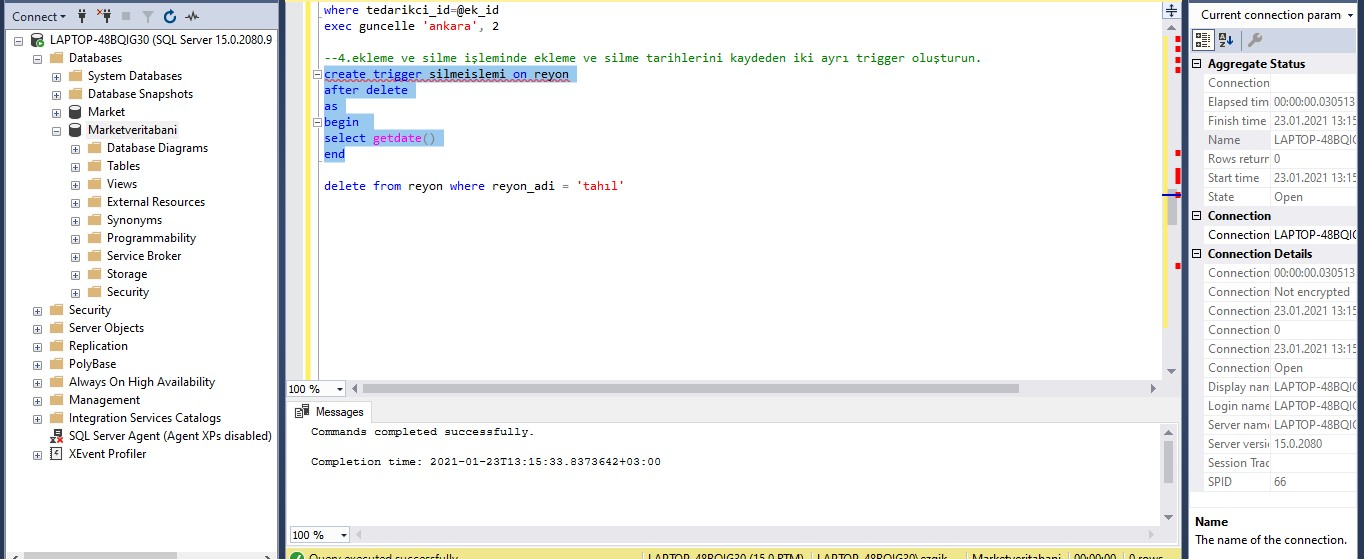 Connect
LAPTOP-48BQIG30 (SQL Server 15.0.2080.9
Databases
System Databases
Database Snapshots
Market
Marketveritabani
Database Diagrams
Tables
Views
External Resources
Synonyms
Programmability
Service Broker
Storage
Security
Security
Server Objects
Replication
PolyBase
Always On High Availability
Management
Integration Services Catalogs
SQL Server Agent (Agent XPs disabled)
XEvent Profiler
where tedarikci_id=@ek_id
exec guncelle 'ankara', 2
--4.ekleme ve silme işleminde ekleme ve silme tarihlerini kaydeden iki ayrı trigger oluşturun.
create trigger silmeislemi on reyon
after delete
as
begin
select getdate()
end
delete from reyon where reyon_adi = 'tahıl'
100 %
Messages
Commands completed successfully.
Completion time: 2021-01-23T13:15:33.8373642+03:00
100 %
Query executed successfully.
LAPTOP-48BQIG30 (15.0 RTM)
LAPTOP-48BQIG30\ezgik
Marketveritabani
00:00:00
0 rows
Current connection param
Aggregate Status
Connection
Elapsed tim 00:00:00.030513
Finish time 23.01.2021 13:15
Name LAPTOP-48BQIG
Rows returr 0
Start time 23.01.2021 13:15
State Open
Connection
Connection LAPTOP-48BQIG
Connection Details
Connection 00:00:00.030513
Connection Not encrypted
Connection 23.01.2021 13:15
Connection 0
Connection 23.01.2021 13:15
Connection Open
Display nam LAPTOP-48BQIG
Login name LAPTOP-48BQIG
Server name LAPTOP-48BQIG
Server versi 15.0.2080
Session Trac
SPID 66
Name
The name of the connection.